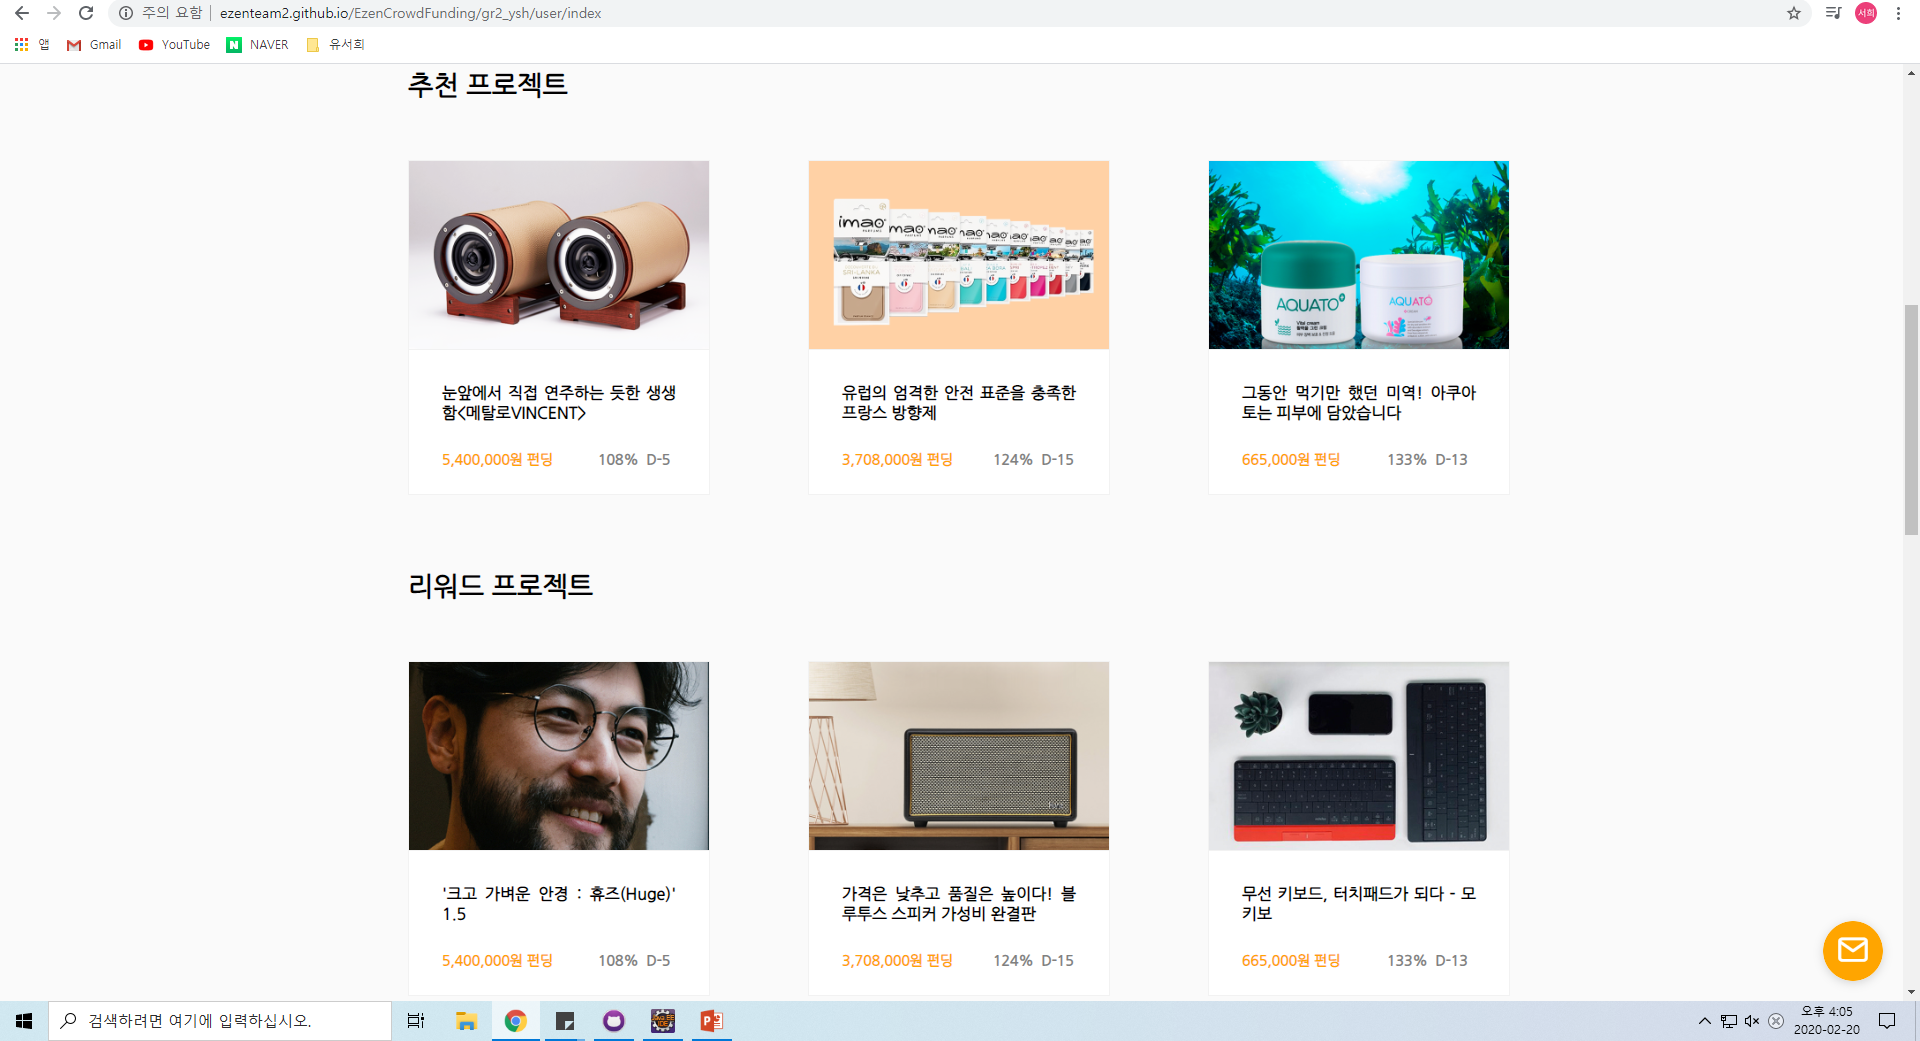 주의 요함
ezenteam2.github.io/EzenCrowdFunding/gr2_ysh/user/index
서희
앱
Gmail
YouTube
NAVER
유서희
추천 프로젝트
imao
SRI-LANKA
AQUATO
Vital cream
AQUATO
눈앞에서 직접 연주하는 듯한 생생
함<메탈로VINCENT>
5,400,000원 펀딩 108% D-5
유럽의 엄격한 안전 표준을 충족한
프랑스 방향제
3,708,000원 펀딩 124% D-15
그동안 먹기만 했던 미역! 아쿠아
토는 피부에 담았습니다
665,000원 펀딩 133% D-13
리워드 프로젝트
'크고 가벼운 안경 : 휴즈(Huge)'
1.5
5,400,000원 펀딩 108% D-5
가격은 낮추고 품질은 높이다! 블
루투스 스피커 가성비 완결판
3,708,000원 펀딩 124% D-15
무선 키보드, 터치패드가 되다 - 모
키보
665,000원 펀딩 133% D-13
검색하려면 여기에 입력하십시오.
오후 4:05
2020-02-20